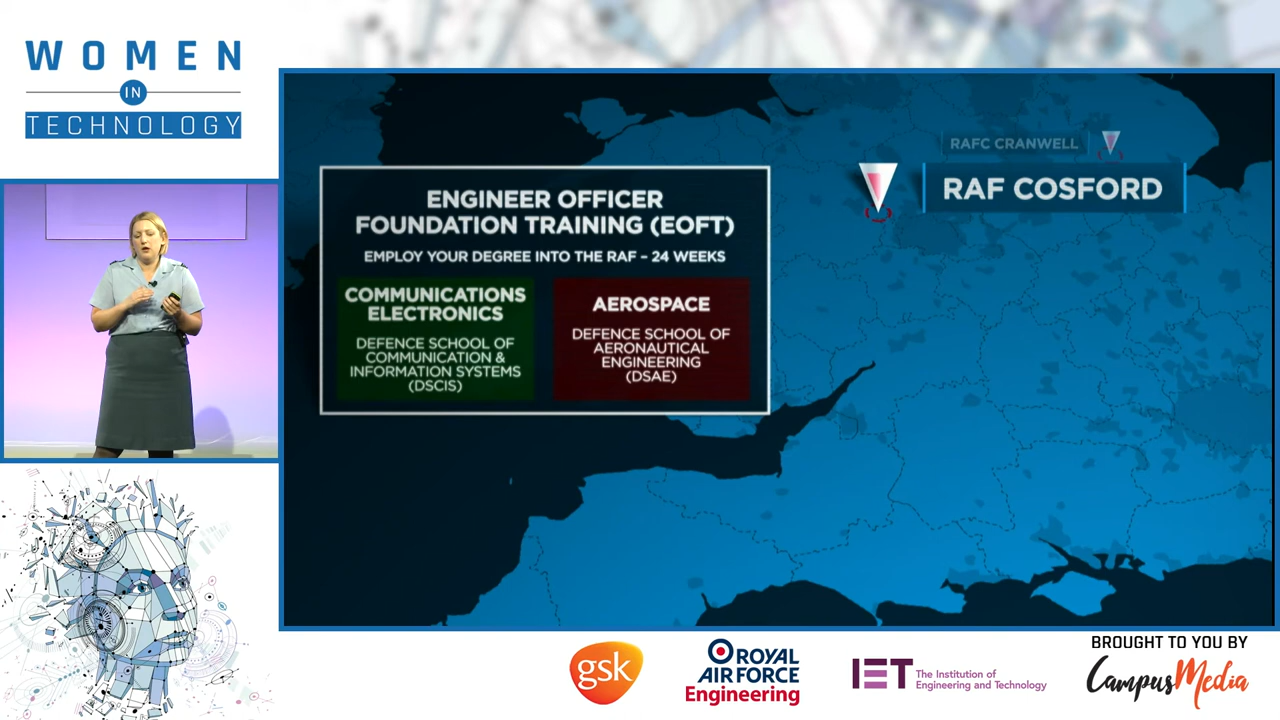 WOMEN
IN
TECHNOLOGY
RAFC CRANWELL
RAF COSFORD
ENGINEER OFFICER
FOUNDATION TRAINING (EOFT)
EMPLOY YOUR DEGREE INTO THE RAF – 24 WEEKS
COMMUNICATIONS
ELECTRONICS
DEFENCE SCHOOL OF
COMMUNICATION &
INFORMATION SYSTEMS
(DSCIS)
AEROSPACE
DEFENCE SCHOOL OF
AERONAUTICAL
ENGINEERING
(DSAE)
gsk
ROYAL
AIR FORCE
Engineering
IET
The Institution of
Engineering and Technology
BROUGHT TO YOU BY
CampusMedia